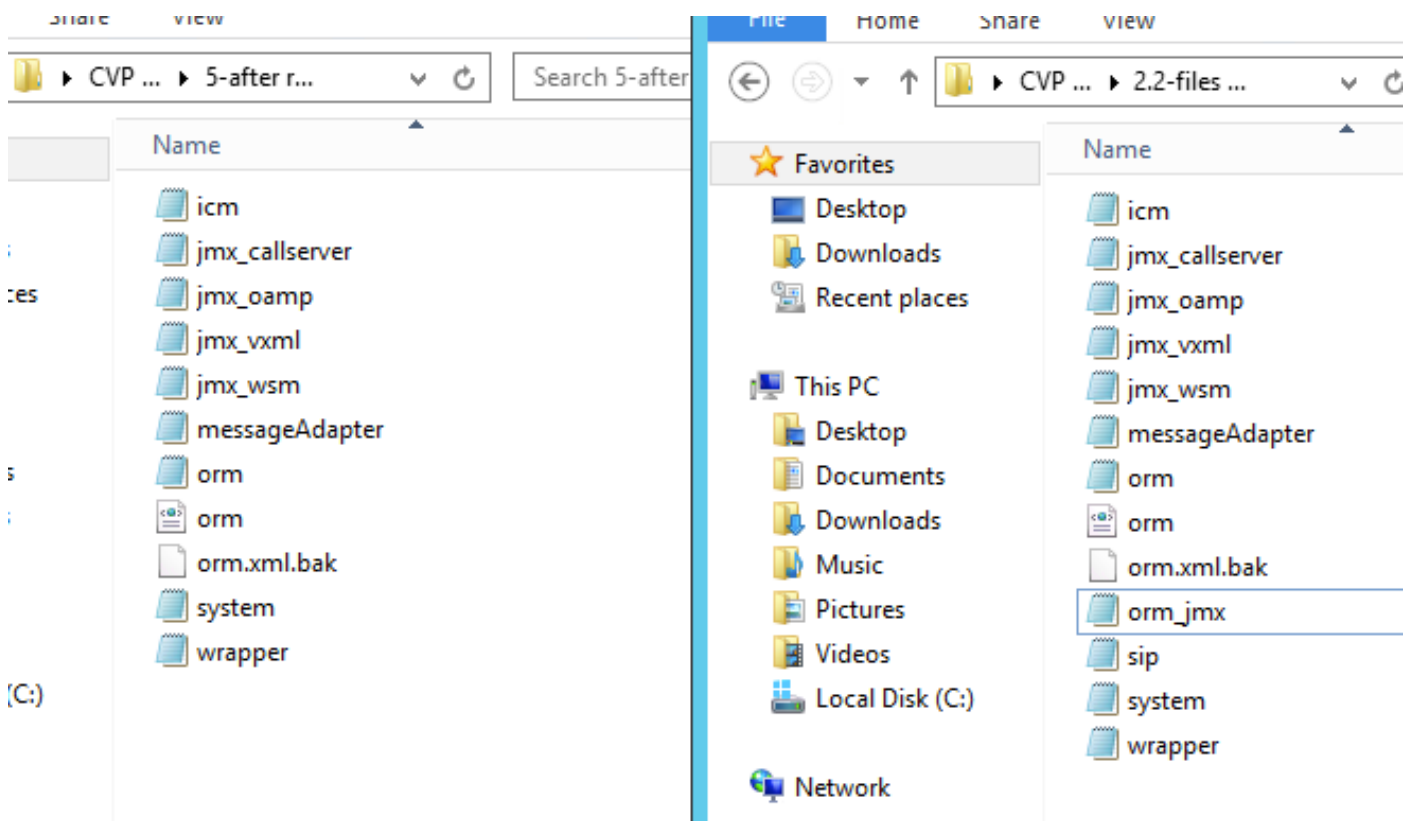 Share View
CVP ... 5-after r... Search 5-after
Name
icm
jmx_callserver
ces
jmx_oamp
jmx_vxml
jmx_wsm
messageAdapter
s
orm
orm
orm.xml.bak
system
wrapper
(C:)
File Home Share View
CVP ... 2.2-files ...
Favorites
Desktop
Downloads
Recent places
This PC
Desktop
Documents
Downloads
Music
Pictures
Videos
Local Disk (C:)
Network
Name
icm
jmx_callserver
jmx_oamp
jmx_vxml
jmx_wsm
messageAdapter
orm
orm
orm.xml.bak
orm_jmx
sip
system
wrapper